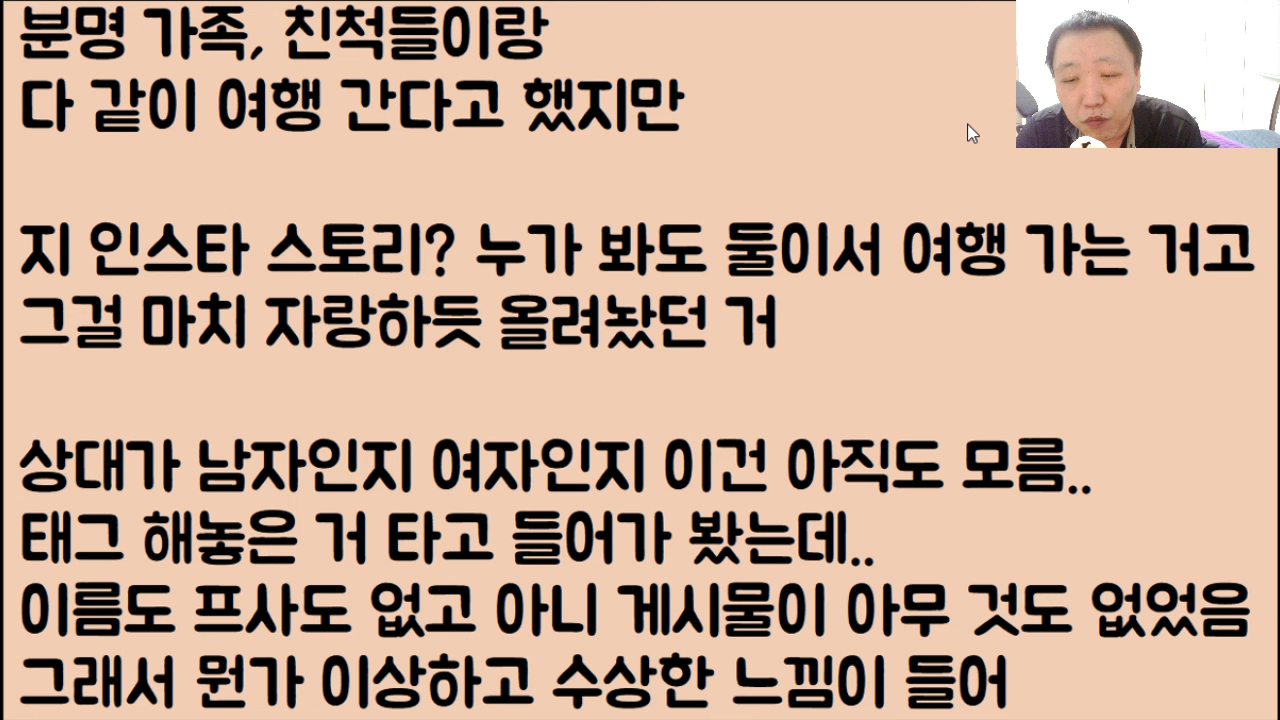 분명 가족, 친척들이랑
다 같이 여행 간다고 했지만
지 인스타 스토리? 누가 봐도 둘이서 여행 가는 거고
그걸 마치 자랑하듯 올려놨던 거
상대가 남자인지 여자인지 이건 아직도 모름..
태그 해놓은 거 타고 들어가 봤는데..
이름도 프사도 없고 아니 게시물이 아무 것도 없었음
그래서 뭔가 이상하고 수상한 느낌이 들어